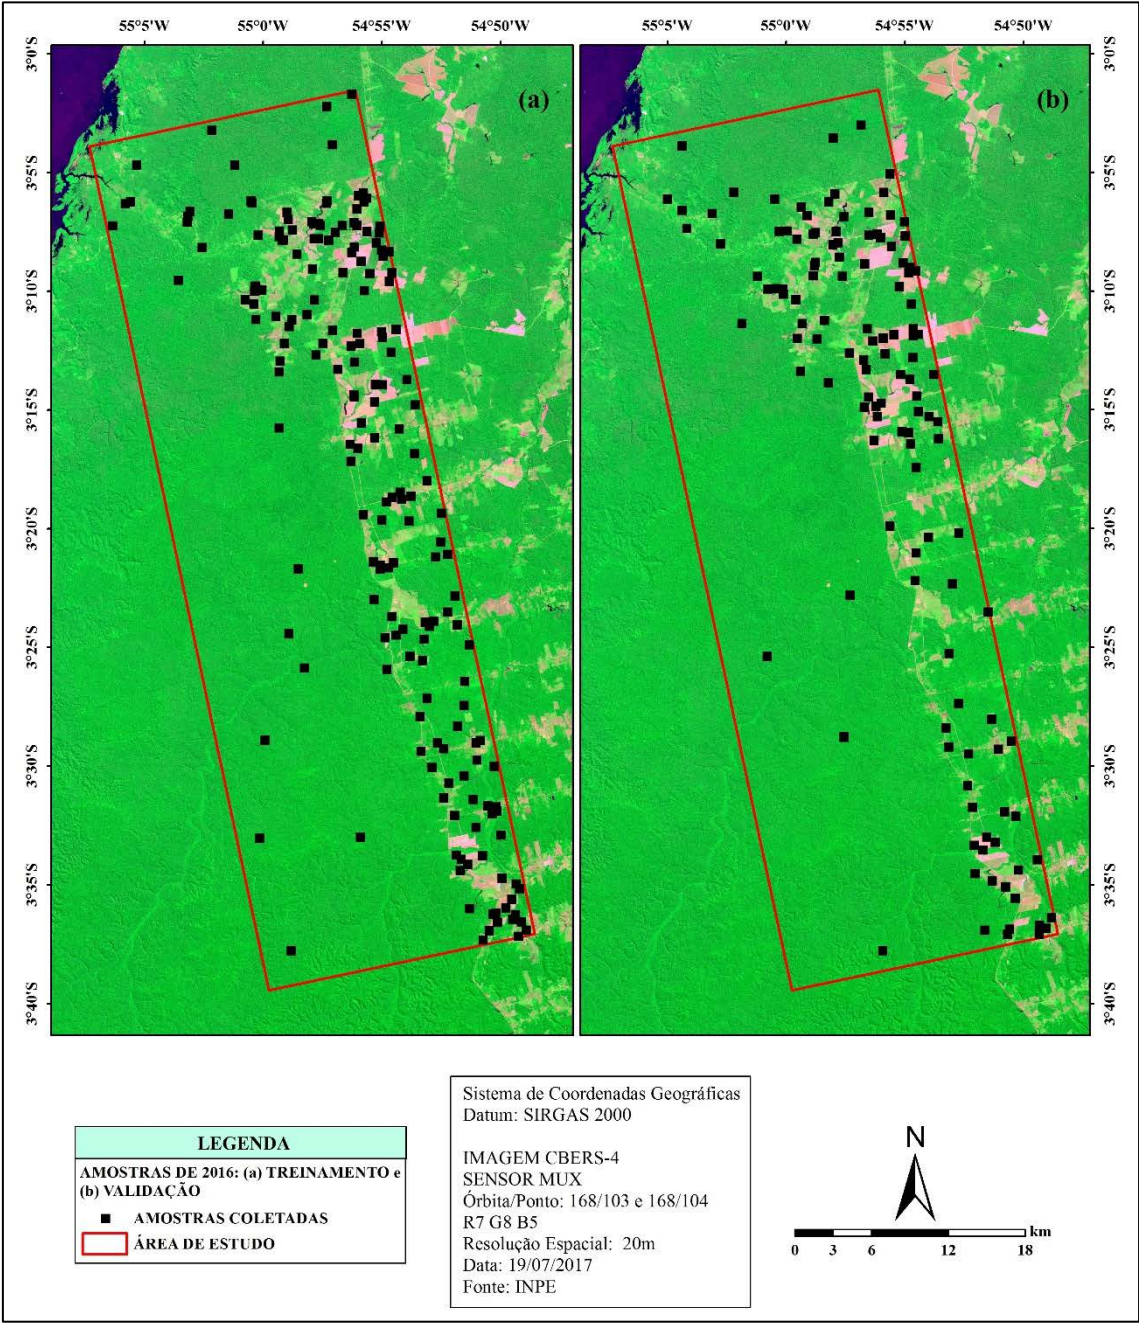 55°5'W 55°0'W 54°55'W 54°50'W 55°5'W 55°0'W 54°55'W 54°50'W
(a)
(b)
3°0'S 3°0'S
3°5'S 3°5'S
3°10'S 3°10'S
3°15'S 3°15'S
3°20'S 3°20'S
3°25'S 3°25'S
3°30'S 3°30'S
3°35'S 3°35'S
3°40'S 3°40'S
LEGENDA
AMOSTRAS DE 2016: (a) TREINAMENTO e
(b) VALIDAÇÃO
AMOSTRAS COLETADAS
ÁREA DE ESTUDO
Sistema de Coordenadas Geográficas
Datum: SIRGAS 2000
IMAGEM CBERS-4
SENSOR MUX
Órbita/Ponto: 168/103 e 168/104
R7 G8 B5
Resolução Espacial: 20m
Data: 19/07/2017
Fonte: INPE
N
km
0 3 6 12 18